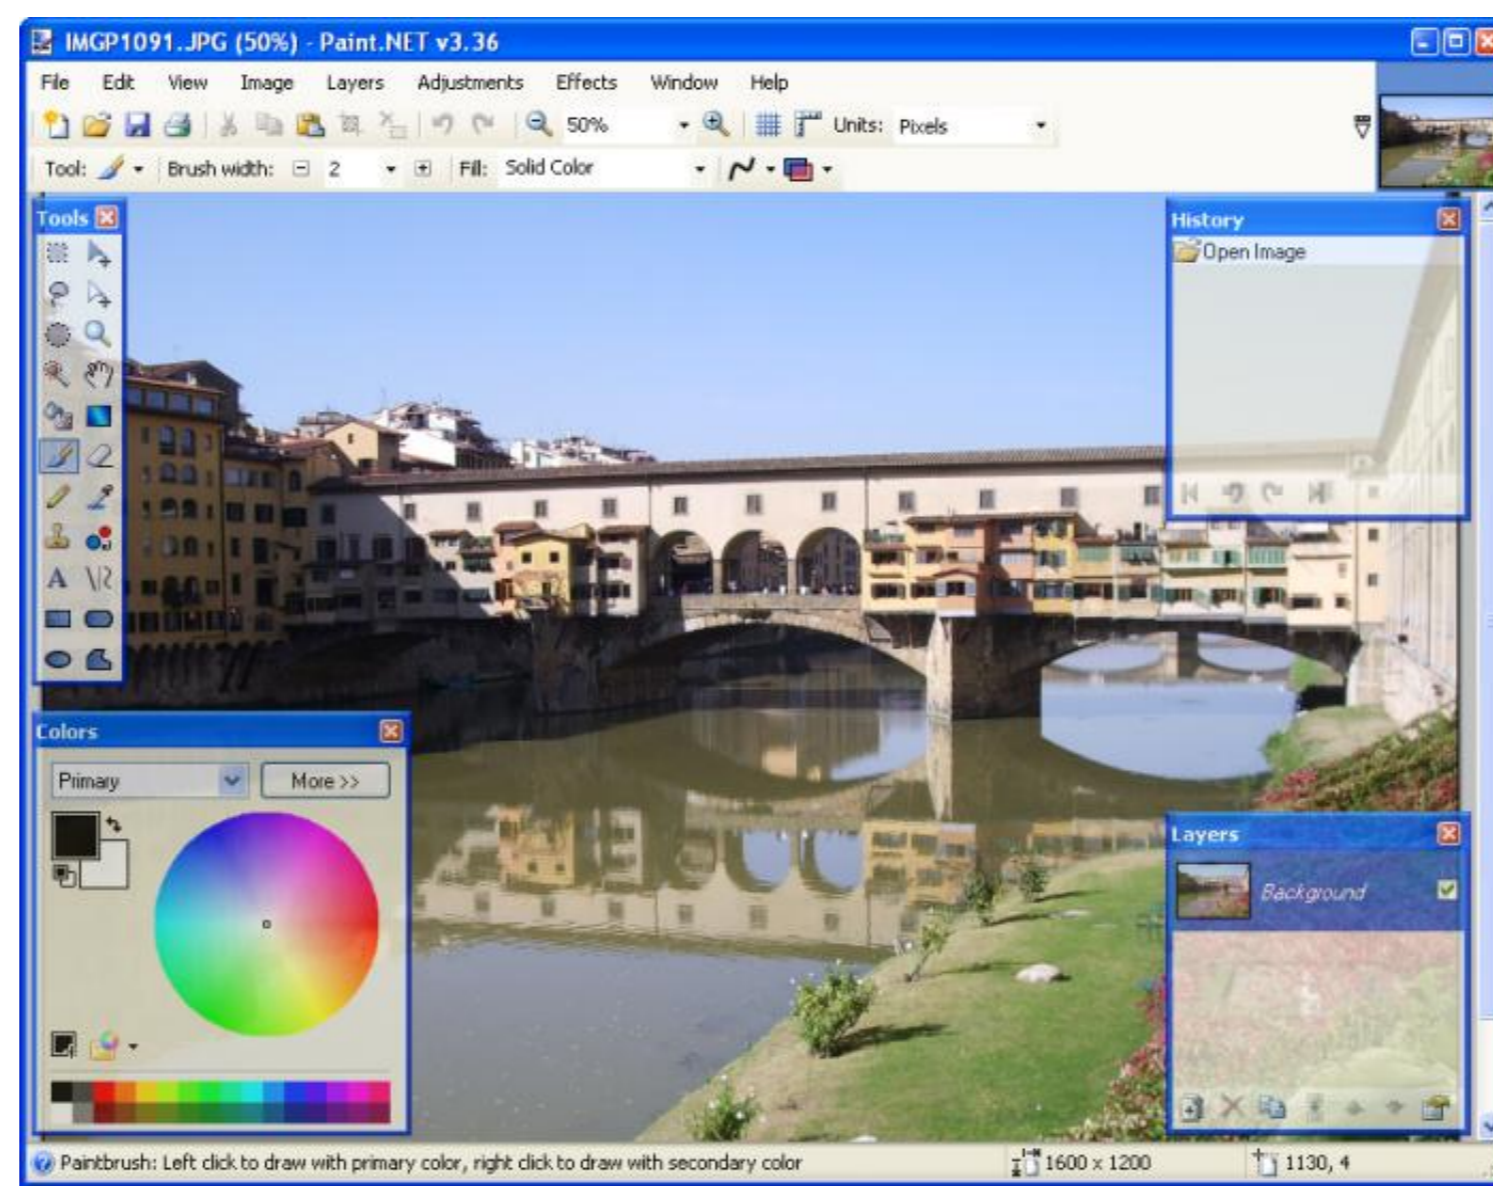 IMGP1091.JPG (50%) - Paint.NET v3.36
File Edit View Image Layers Adjustments Effects Window Help
50% Units: Pixels
Tool: Brush width: 2 Fill: Solid Color
Tools
History
Open Image
A
Colors
Primary More >>
Layers
Background
Paintbrush: Left click to draw with primary color, right click to draw with secondary color 1600 x 1200 1130, 4